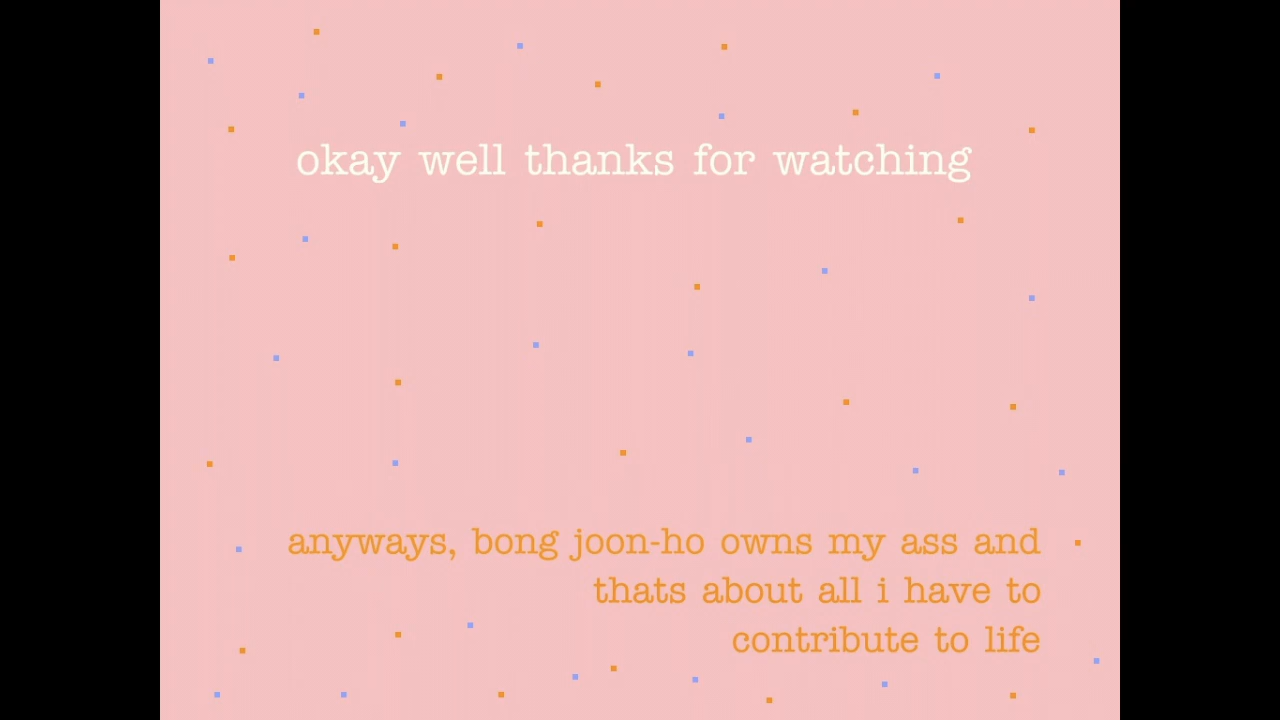 okay well thanks for watching
anyways, bong joon-ho owns my ass and
thats about all i have to
contribute to life